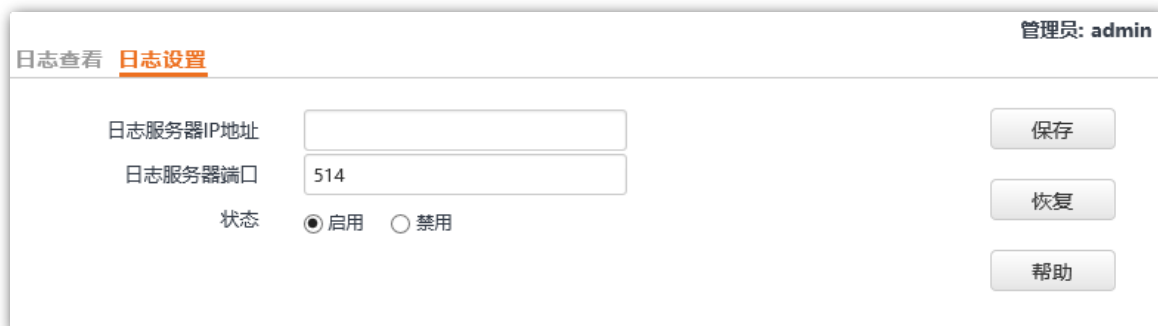 管理员: admin
日志查看 日志设置
日志服务器IP地址 保存
日志服务器端口 514
恢复
状态 启用 禁用
帮助